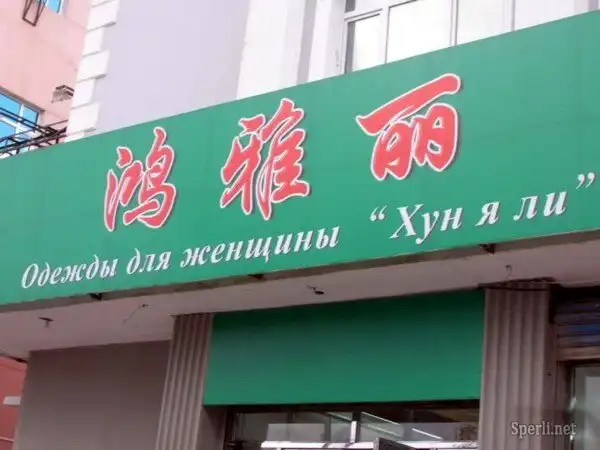 鸿雅丽
Одежды для женщины "Хун я ли"
Sperli.net